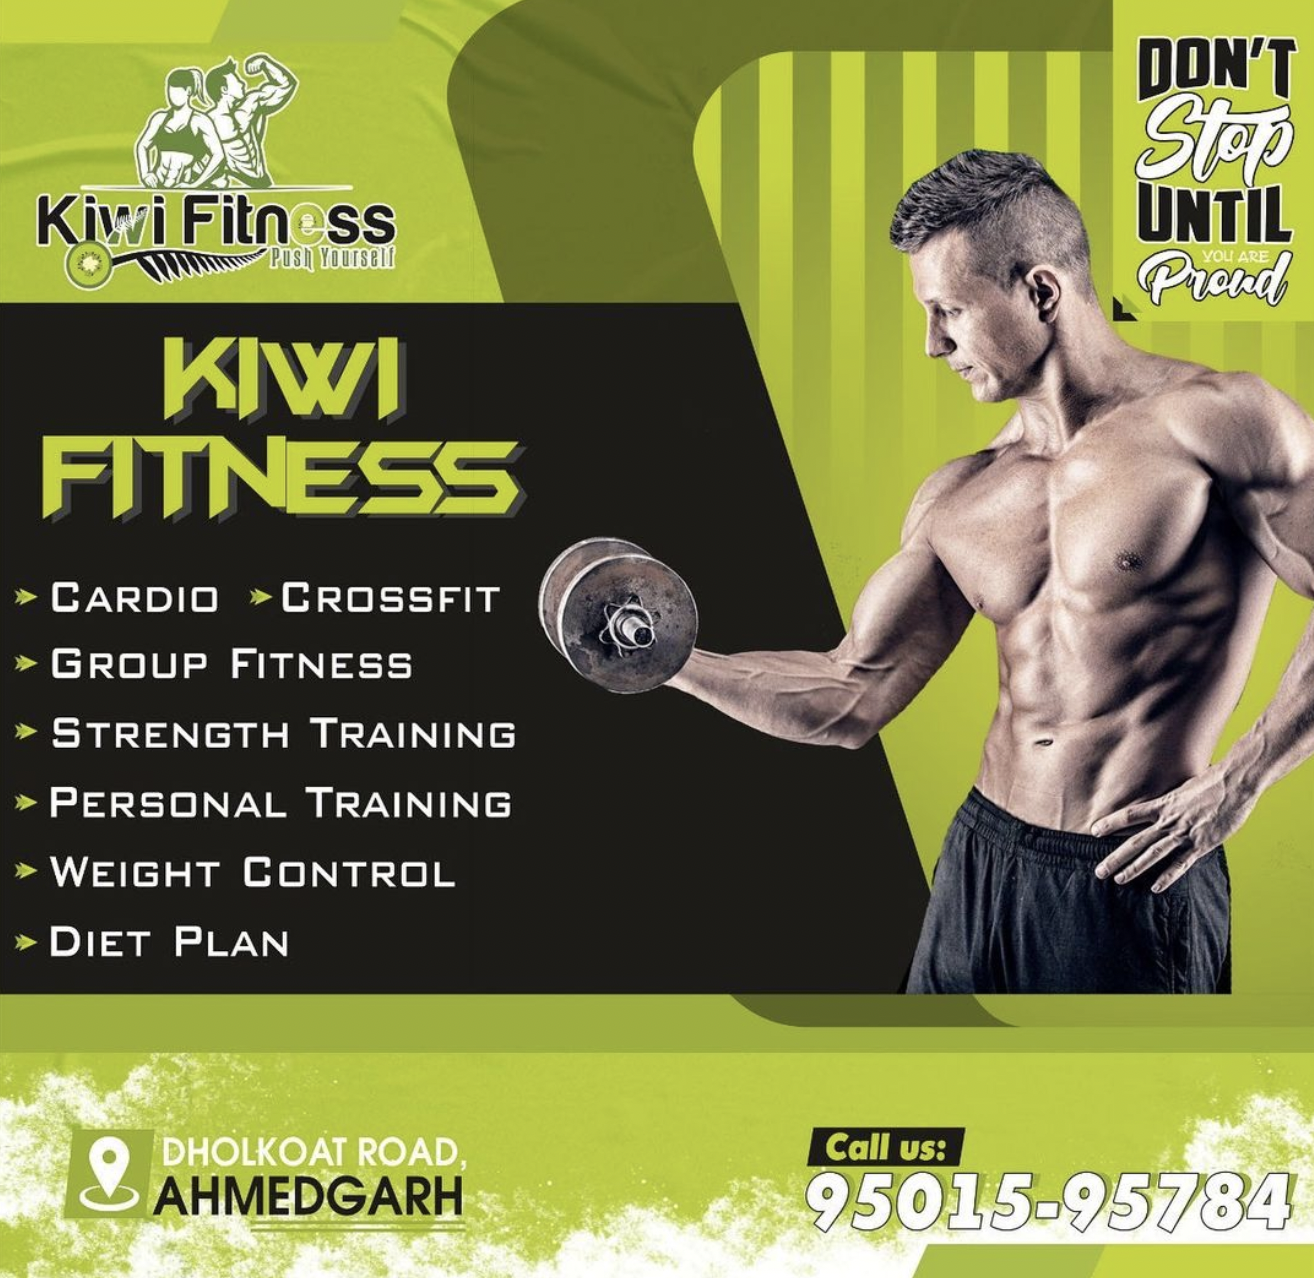 Kiwi Fitness
Push Yourself
DON'T
Stop
UNTIL
YOU ARE
Proud
KIWI
FITNESS
CARDIO CROSSFIT
GROUP FITNESS
STRENGTH TRAINING
PERSONAL TRAINING
WEIGHT CONTROL
DIET PLAN
DHOLKOAT ROAD,
AHMEDGARH
Call us:
95015-95784